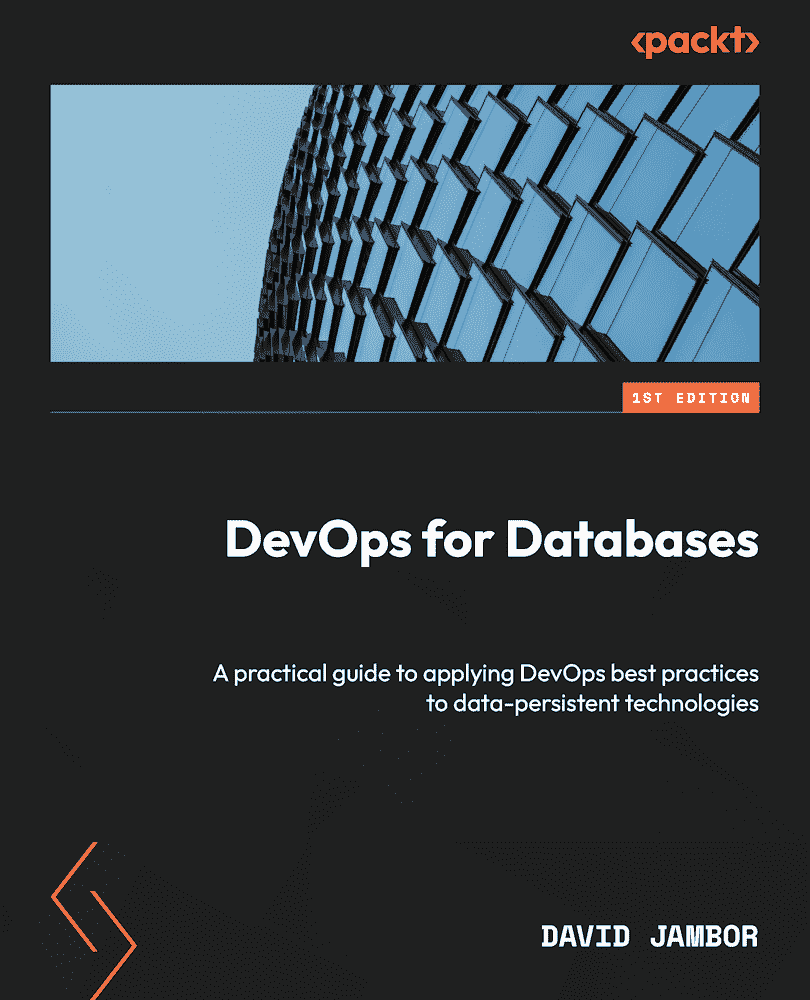 <packt>
1ST EDITION
DevOps for Databases
A practical guide to applying DevOps best practices
to data-persistent technologies
DAVID JAMBOR